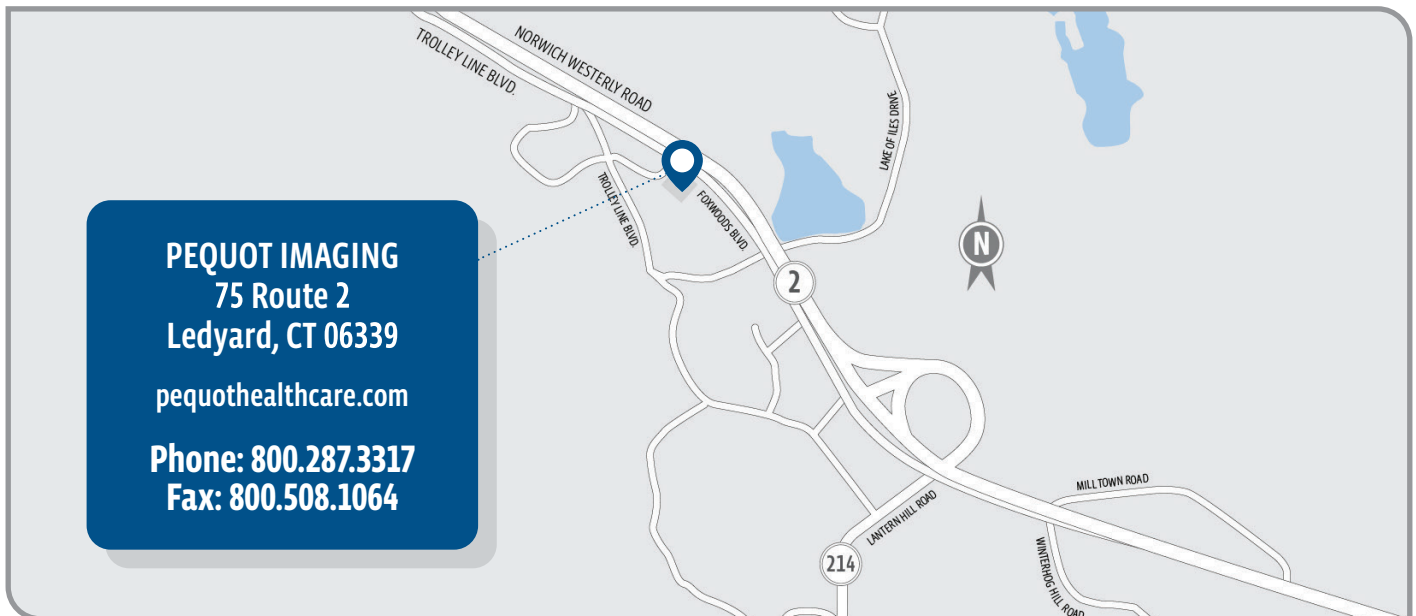 NORWICH WESTERLY ROAD
TROLLEY LINE BLVD.
LAKE OF ILES DRIVE
TROLLEY LINE BLVD.
FOXWOODS BLVD.
N
2
PEQUOT IMAGING
75 Route 2
Ledyard, CT 06339
pequothealthcare.com
Phone: 800.287.3317
Fax: 800.508.1064
MILL TOWN ROAD
LANTERN HILL ROAD
214
WINTERHOG HILL ROAD